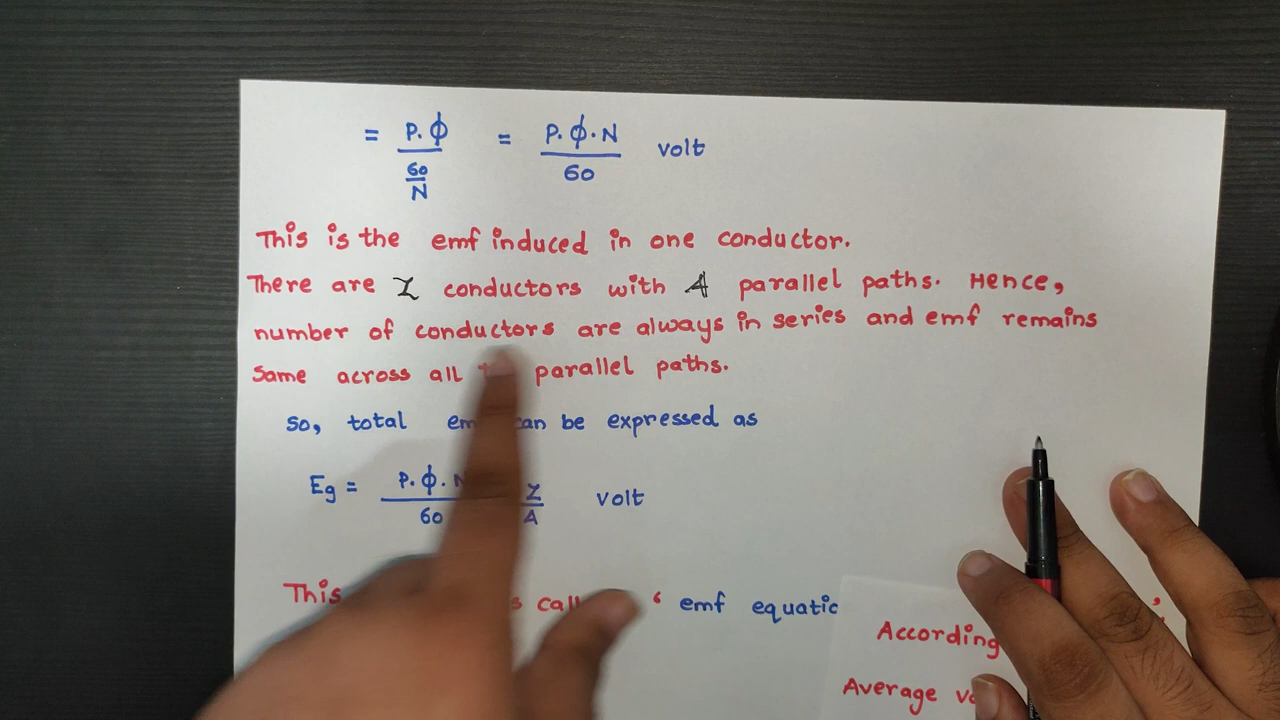 = P.ϕ / 60/N = P.ϕ.N / 60 volt
This is the emf induced in one conductor.
There are Z conductors with A parallel paths. Hence,
number of conductors are always in series and emf remains
Same across all parallel paths.
So, total can be expressed as
Eg = P.ϕ.N / 60 Z / A volt
This ‘ emf ’
According
Average